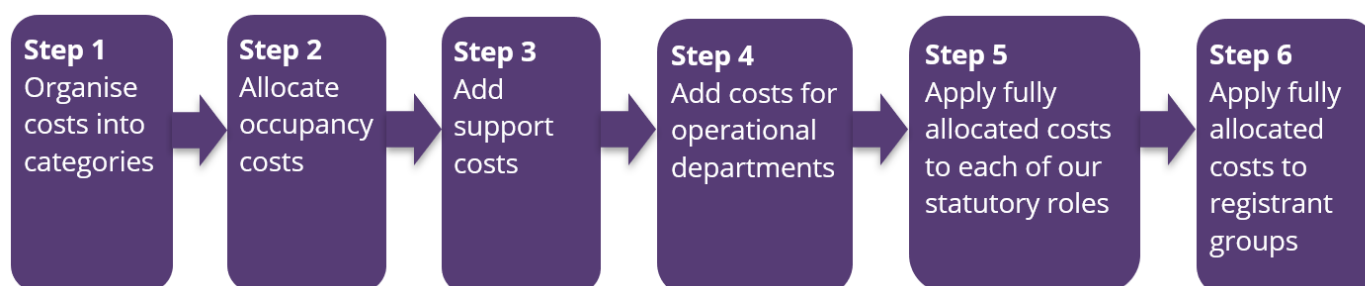 Step 1
Organise
costs into
categories
Step 2
Allocate
occupancy
costs
Step 3
Add
support
costs
Step 4
Add costs for
operational
departments
Step 5
Apply fully
allocated costs
to each of our
statutory roles
Step 6
Apply fully
allocated
costs to
registrant
groups